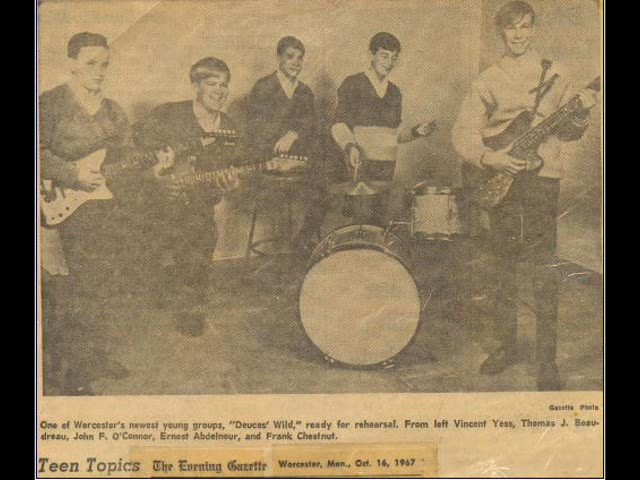 Gazette Photo
One of Worcester's newest young groups, "Deuces' Wild," ready for rehearsal. From left Vincent Yess, Thomas J. Beau-
dreau, John F. O'Connor, Ernest Abdelnour, and Frank Chestnut.
Teen Topics The Evening Gazette Worcester, Mon., Oct. 16, 1967